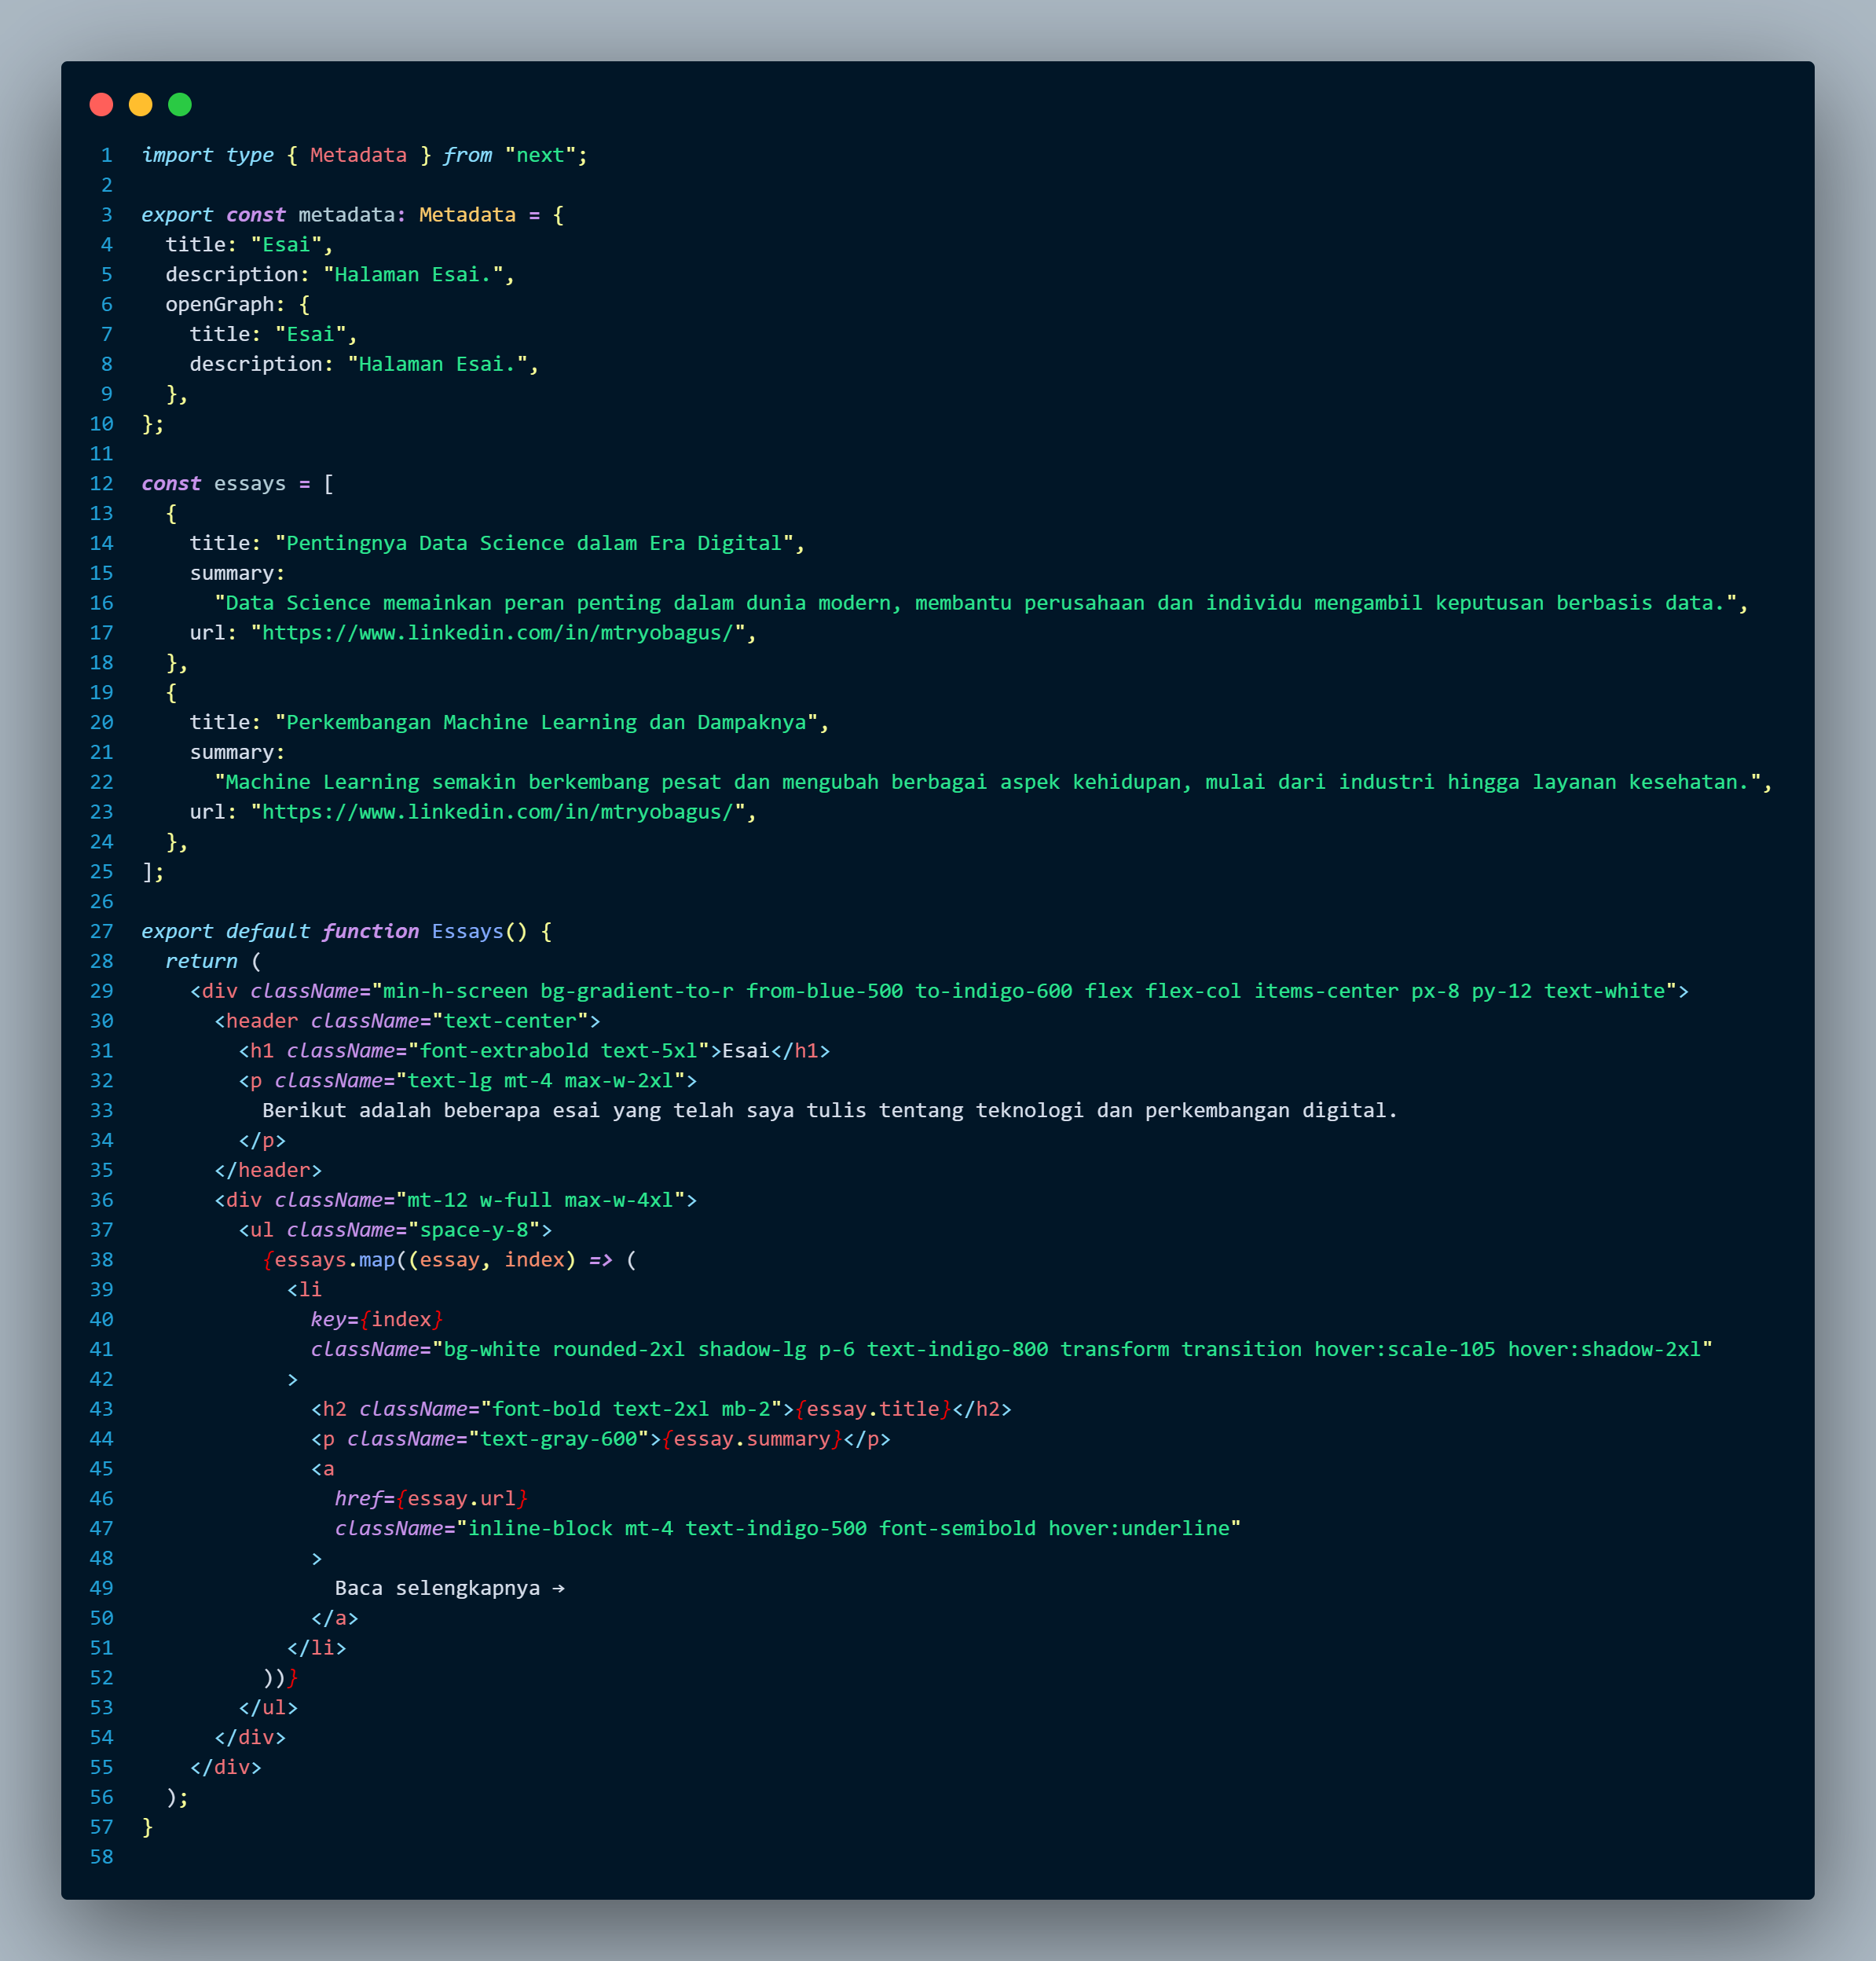 1 import type { Metadata } from "next";
2
3 export const metadata: Metadata = {
4   title: "Esai",
5   description: "Halaman Esai.",
6   openGraph: {
7     title: "Esai",
8     description: "Halaman Esai.",
9   },
10 };
11
12 const essays = [
13   {
14     title: "Pentingnya Data Science dalam Era Digital",
15     summary:
16       "Data Science memainkan peran penting dalam dunia modern, membantu perusahaan dan individu mengambil keputusan berbasis data.",
17     url: "https://www.linkedin.com/in/mtryobagus/",
18   },
19   {
20     title: "Perkembangan Machine Learning dan Dampaknya",
21     summary:
22       "Machine Learning semakin berkembang pesat dan mengubah berbagai aspek kehidupan, mulai dari industri hingga layanan kesehatan.",
23     url: "https://www.linkedin.com/in/mtryobagus/",
24   },
25 ];
26
27 export default function Essays() {
28   return (
29     <div className="min-h-screen bg-gradient-to-r from-blue-500 to-indigo-600 flex flex-col items-center px-8 py-12 text-white">
30       <header className="text-center">
31         <h1 className="font-extrabold text-5xl">Esai</h1>
32         <p className="text-lg mt-4 max-w-2xl">
33           Berikut adalah beberapa esai yang telah saya tulis tentang teknologi dan perkembangan digital.
34         </p>
35       </header>
36       <div className="mt-12 w-full max-w-4xl">
37         <ul className="space-y-8">
38           {essays.map((essay, index) => (
39             <li
40               key={index}
41               className="bg-white rounded-2xl shadow-lg p-6 text-indigo-800 transform transition hover:scale-105 hover:shadow-2xl"
42             >
43               <h2 className="font-bold text-2xl mb-2">{essay.title}</h2>
44               <p className="text-gray-600">{essay.summary}</p>
45               <a
46                 href={essay.url}
47                 className="inline-block mt-4 text-indigo-500 font-semibold hover:underline"
48               >
49                 Baca selengkapnya →
50               </a>
51             </li>
52           ))}
53         </ul>
54       </div>
55     </div>
56   );
57 }
58